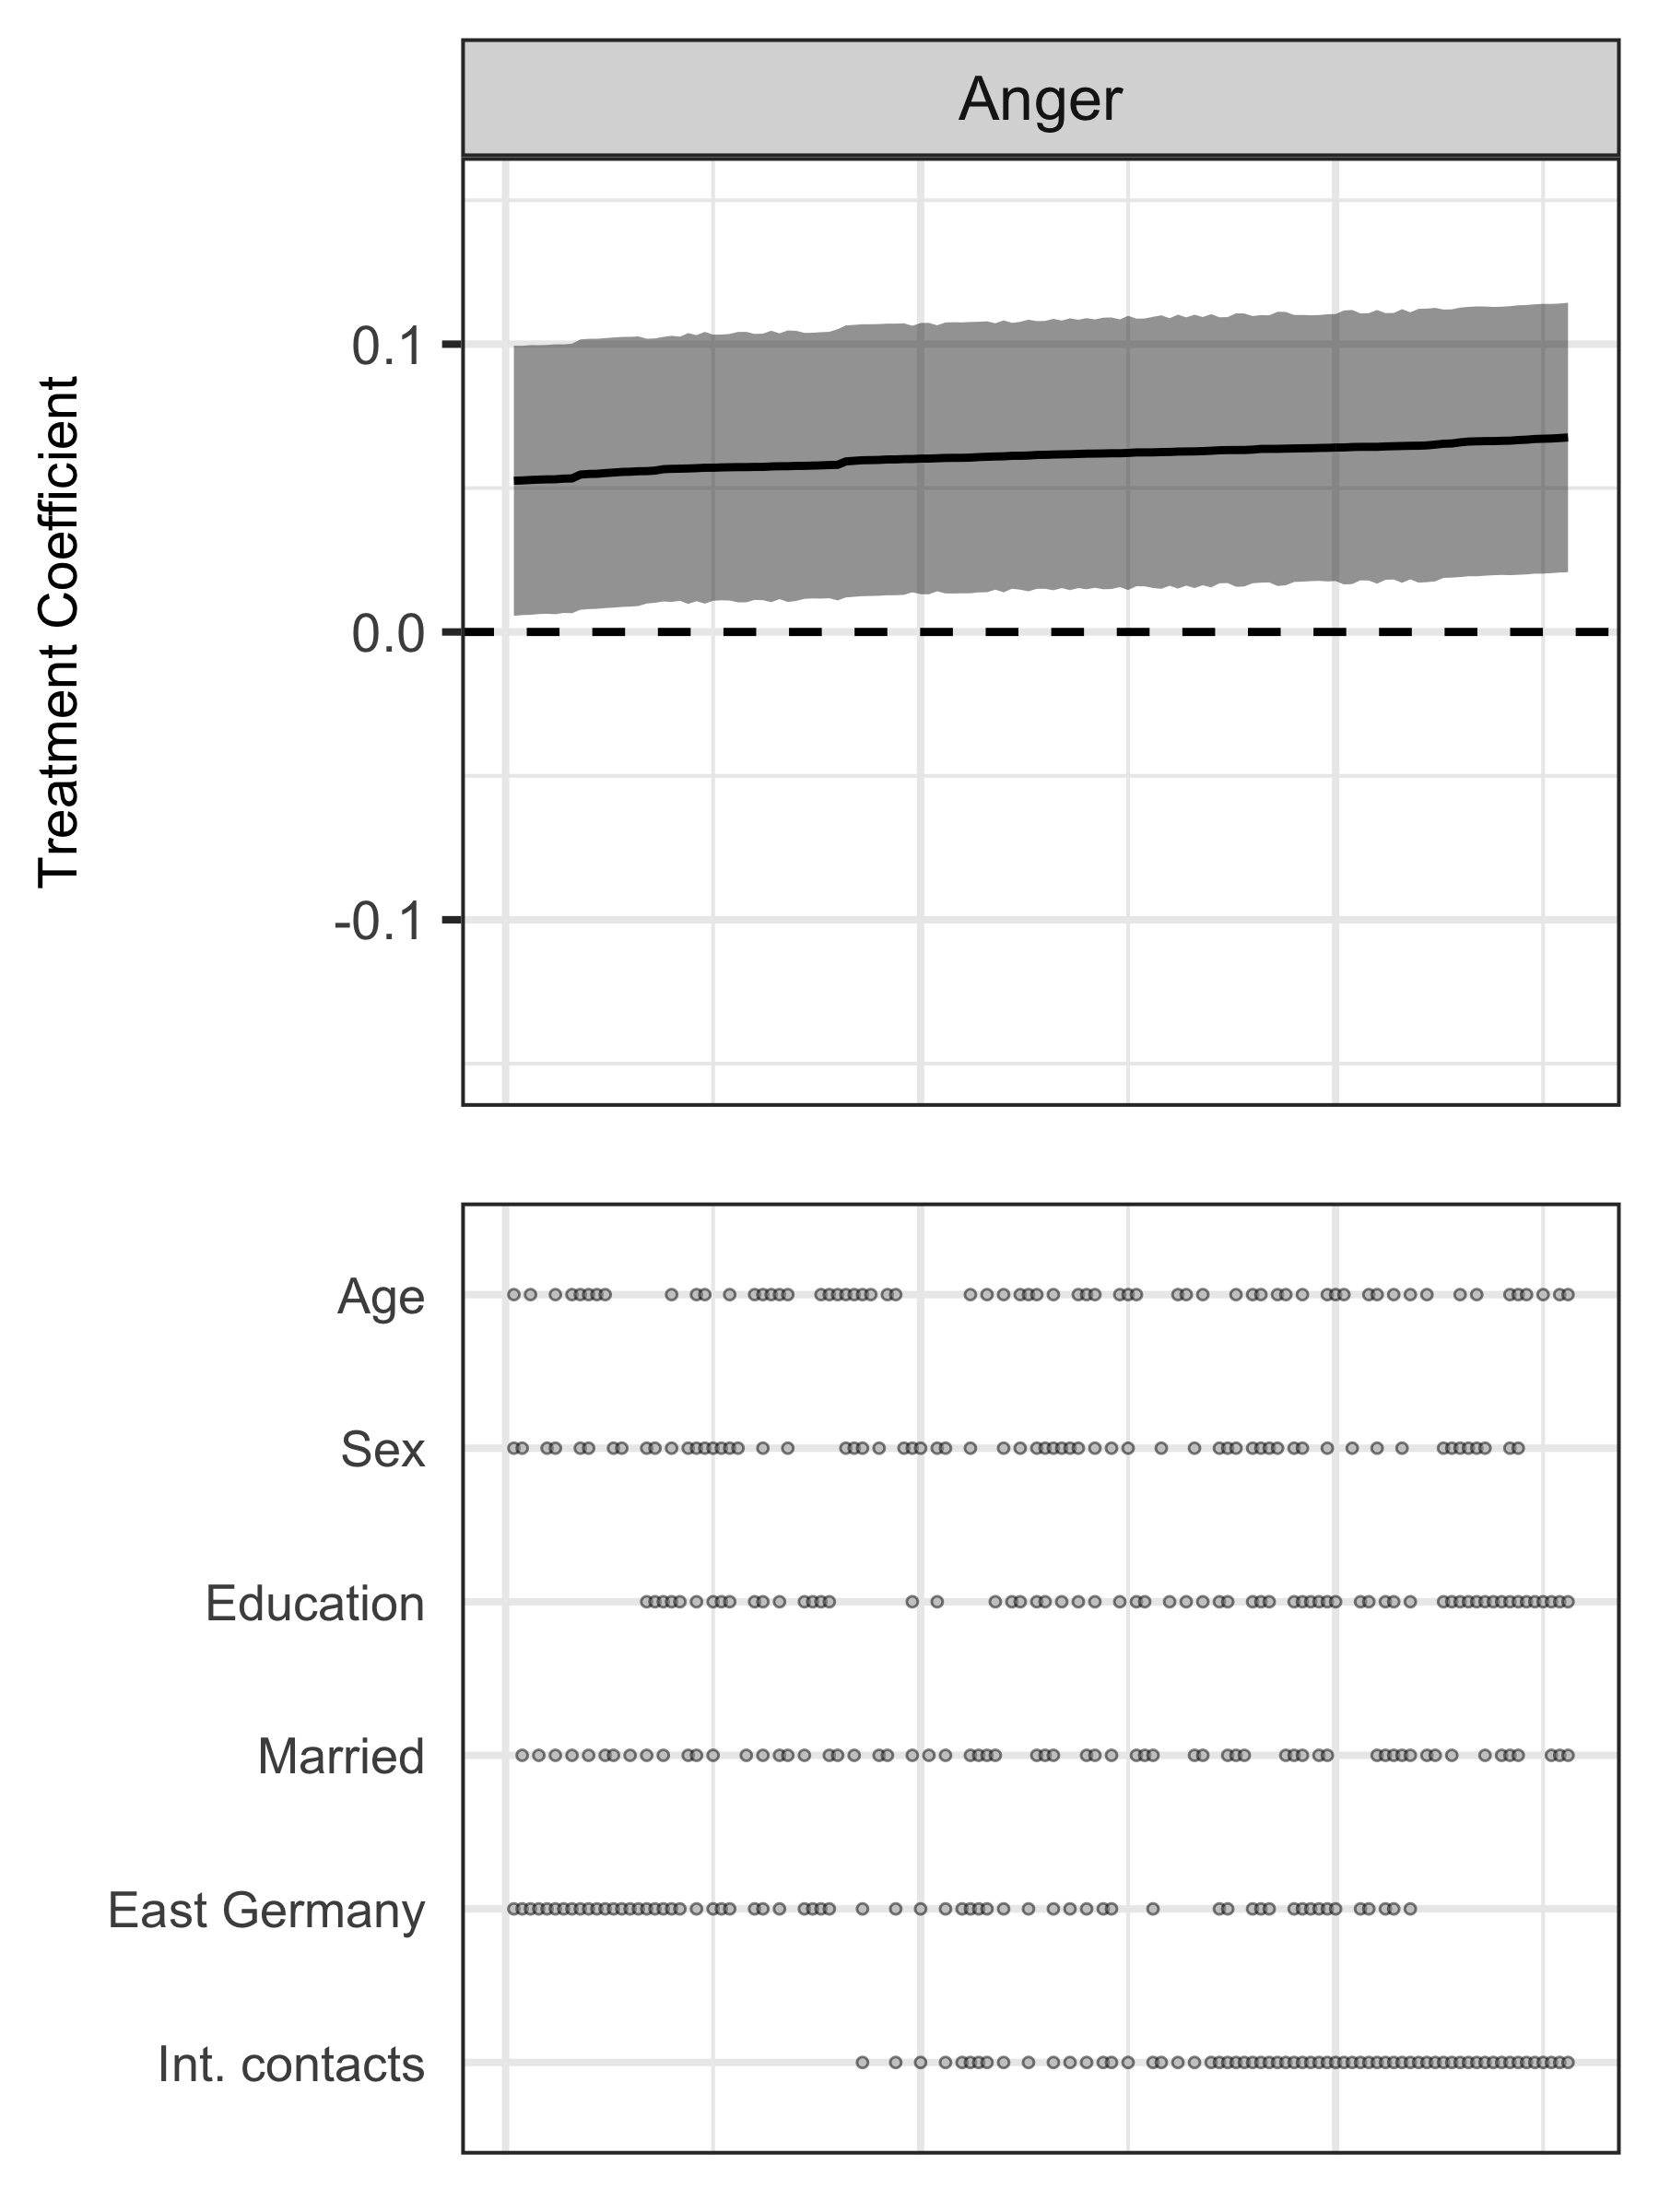 Anger
Treatment Coefficient
0.1
0.0
-0.1
Age
Sex
Education
Married
East Germany
Int. contacts